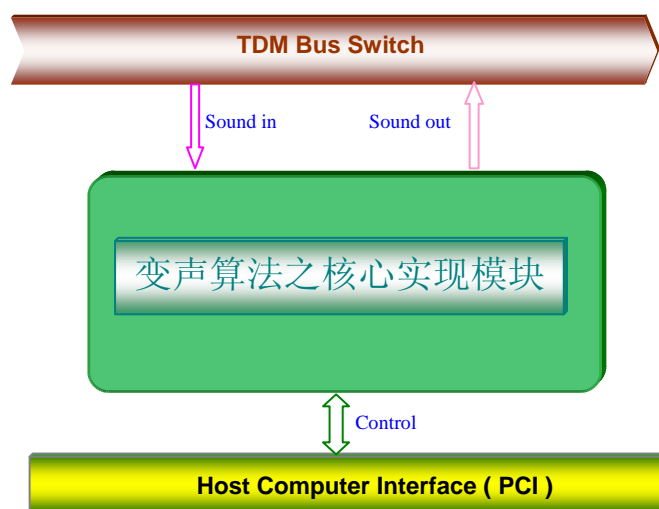 TDM Bus Switch
Sound in
Sound out
变声算法之核心实现模块
Control
Host Computer Interface ( PCI )